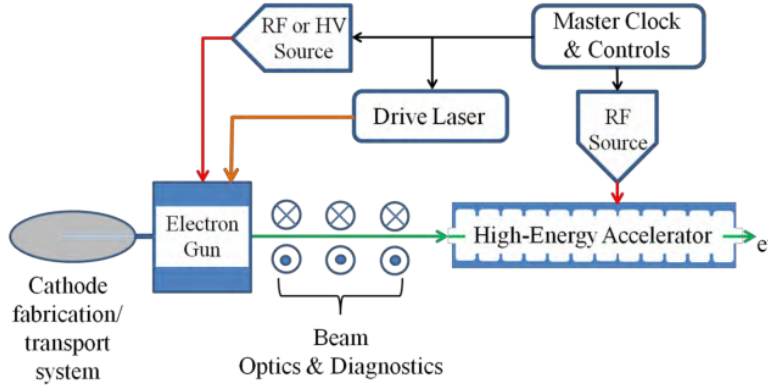 RF or HV
Source
Master Clock
& Controls
Drive Laser
RF
Source
Electron
Gun
High-Energy Accelerator
e
Cathode
fabrication/
transport
system
Beam
Optics & Diagnostics